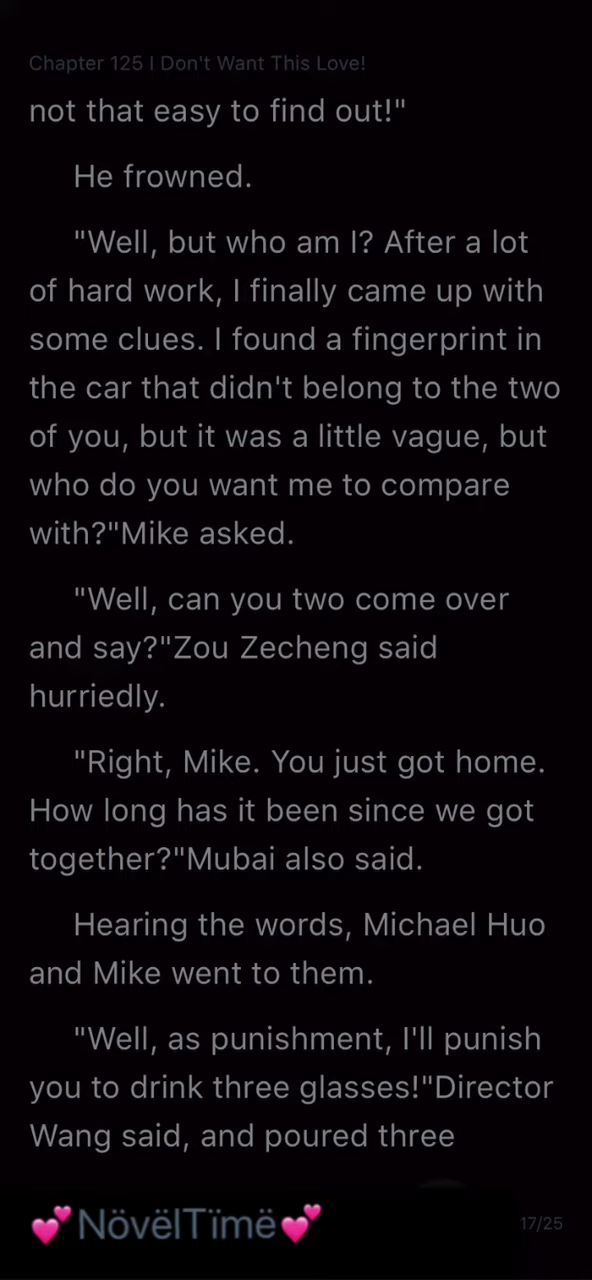 Chapter 125 I Don't Want This Love!
not that easy to find out!"
He frowned.
"Well, but who am I? After a lot
of hard work, I finally came up with
some clues. I found a fingerprint in
the car that didn't belong to the two
of you, but it was a little vague, but
who do you want me to compare
with?"Mike asked.
"Well, can you two come over
and say?"Zou Zecheng said
hurriedly.
"Right, Mike. You just got home.
How long has it been since we got
together?"Mubai also said.
Hearing the words, Michael Huo
and Mike went to them.
"Well, as punishment, I'll punish
you to drink three glasses!"Director
Wang said, and poured three
💕NövëlTïmë💕
17/25